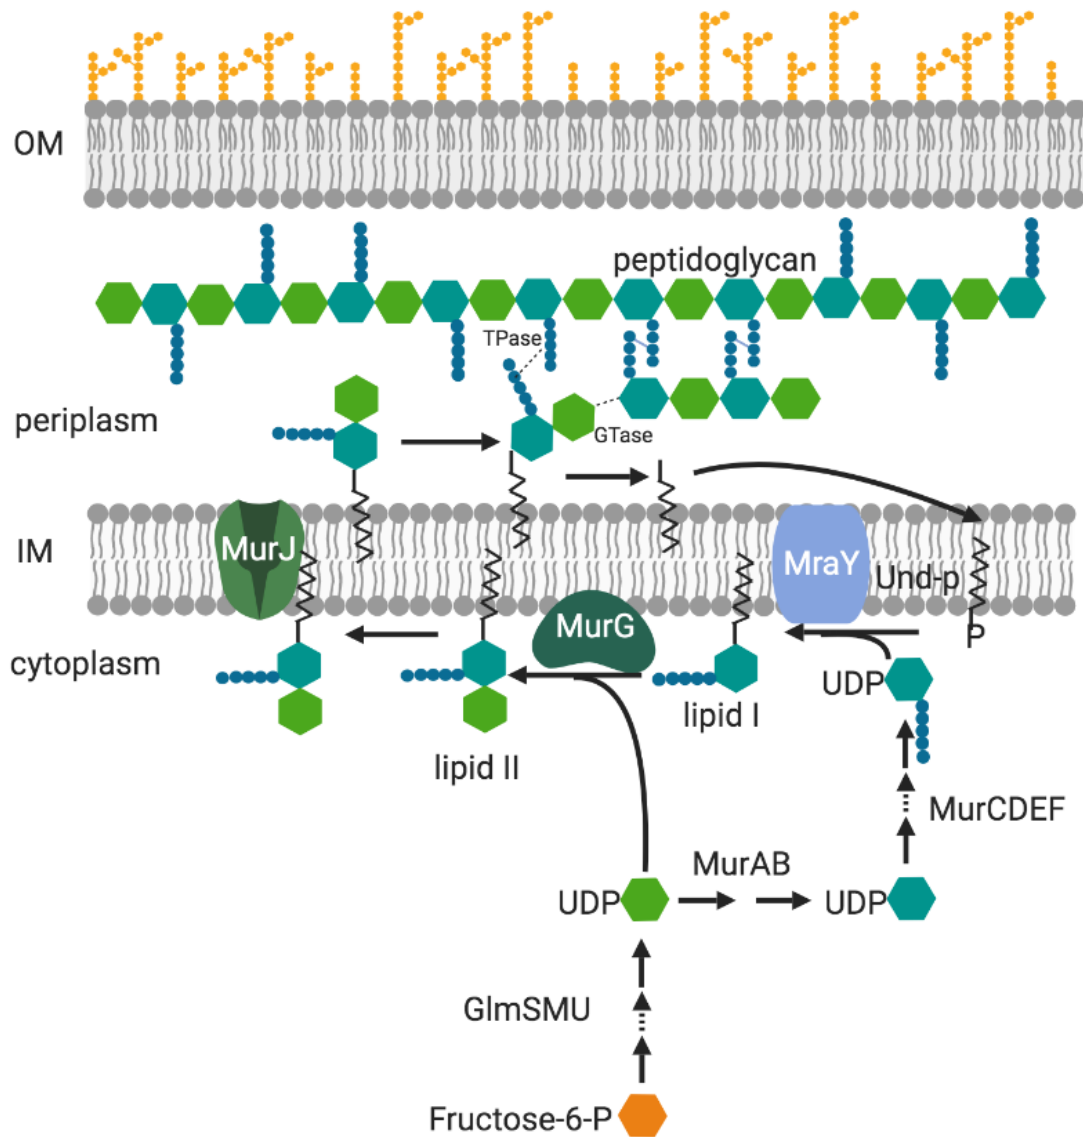 OM
peptidoglycan
TPase
periplasm
GTase
IM
MurJ
MraY
Und-p
MurG
P
cytoplasm
UDP
lipid I
lipid II
MurCDEF
MurAB
UDP
UDP
GlmSMU
Fructose-6-P